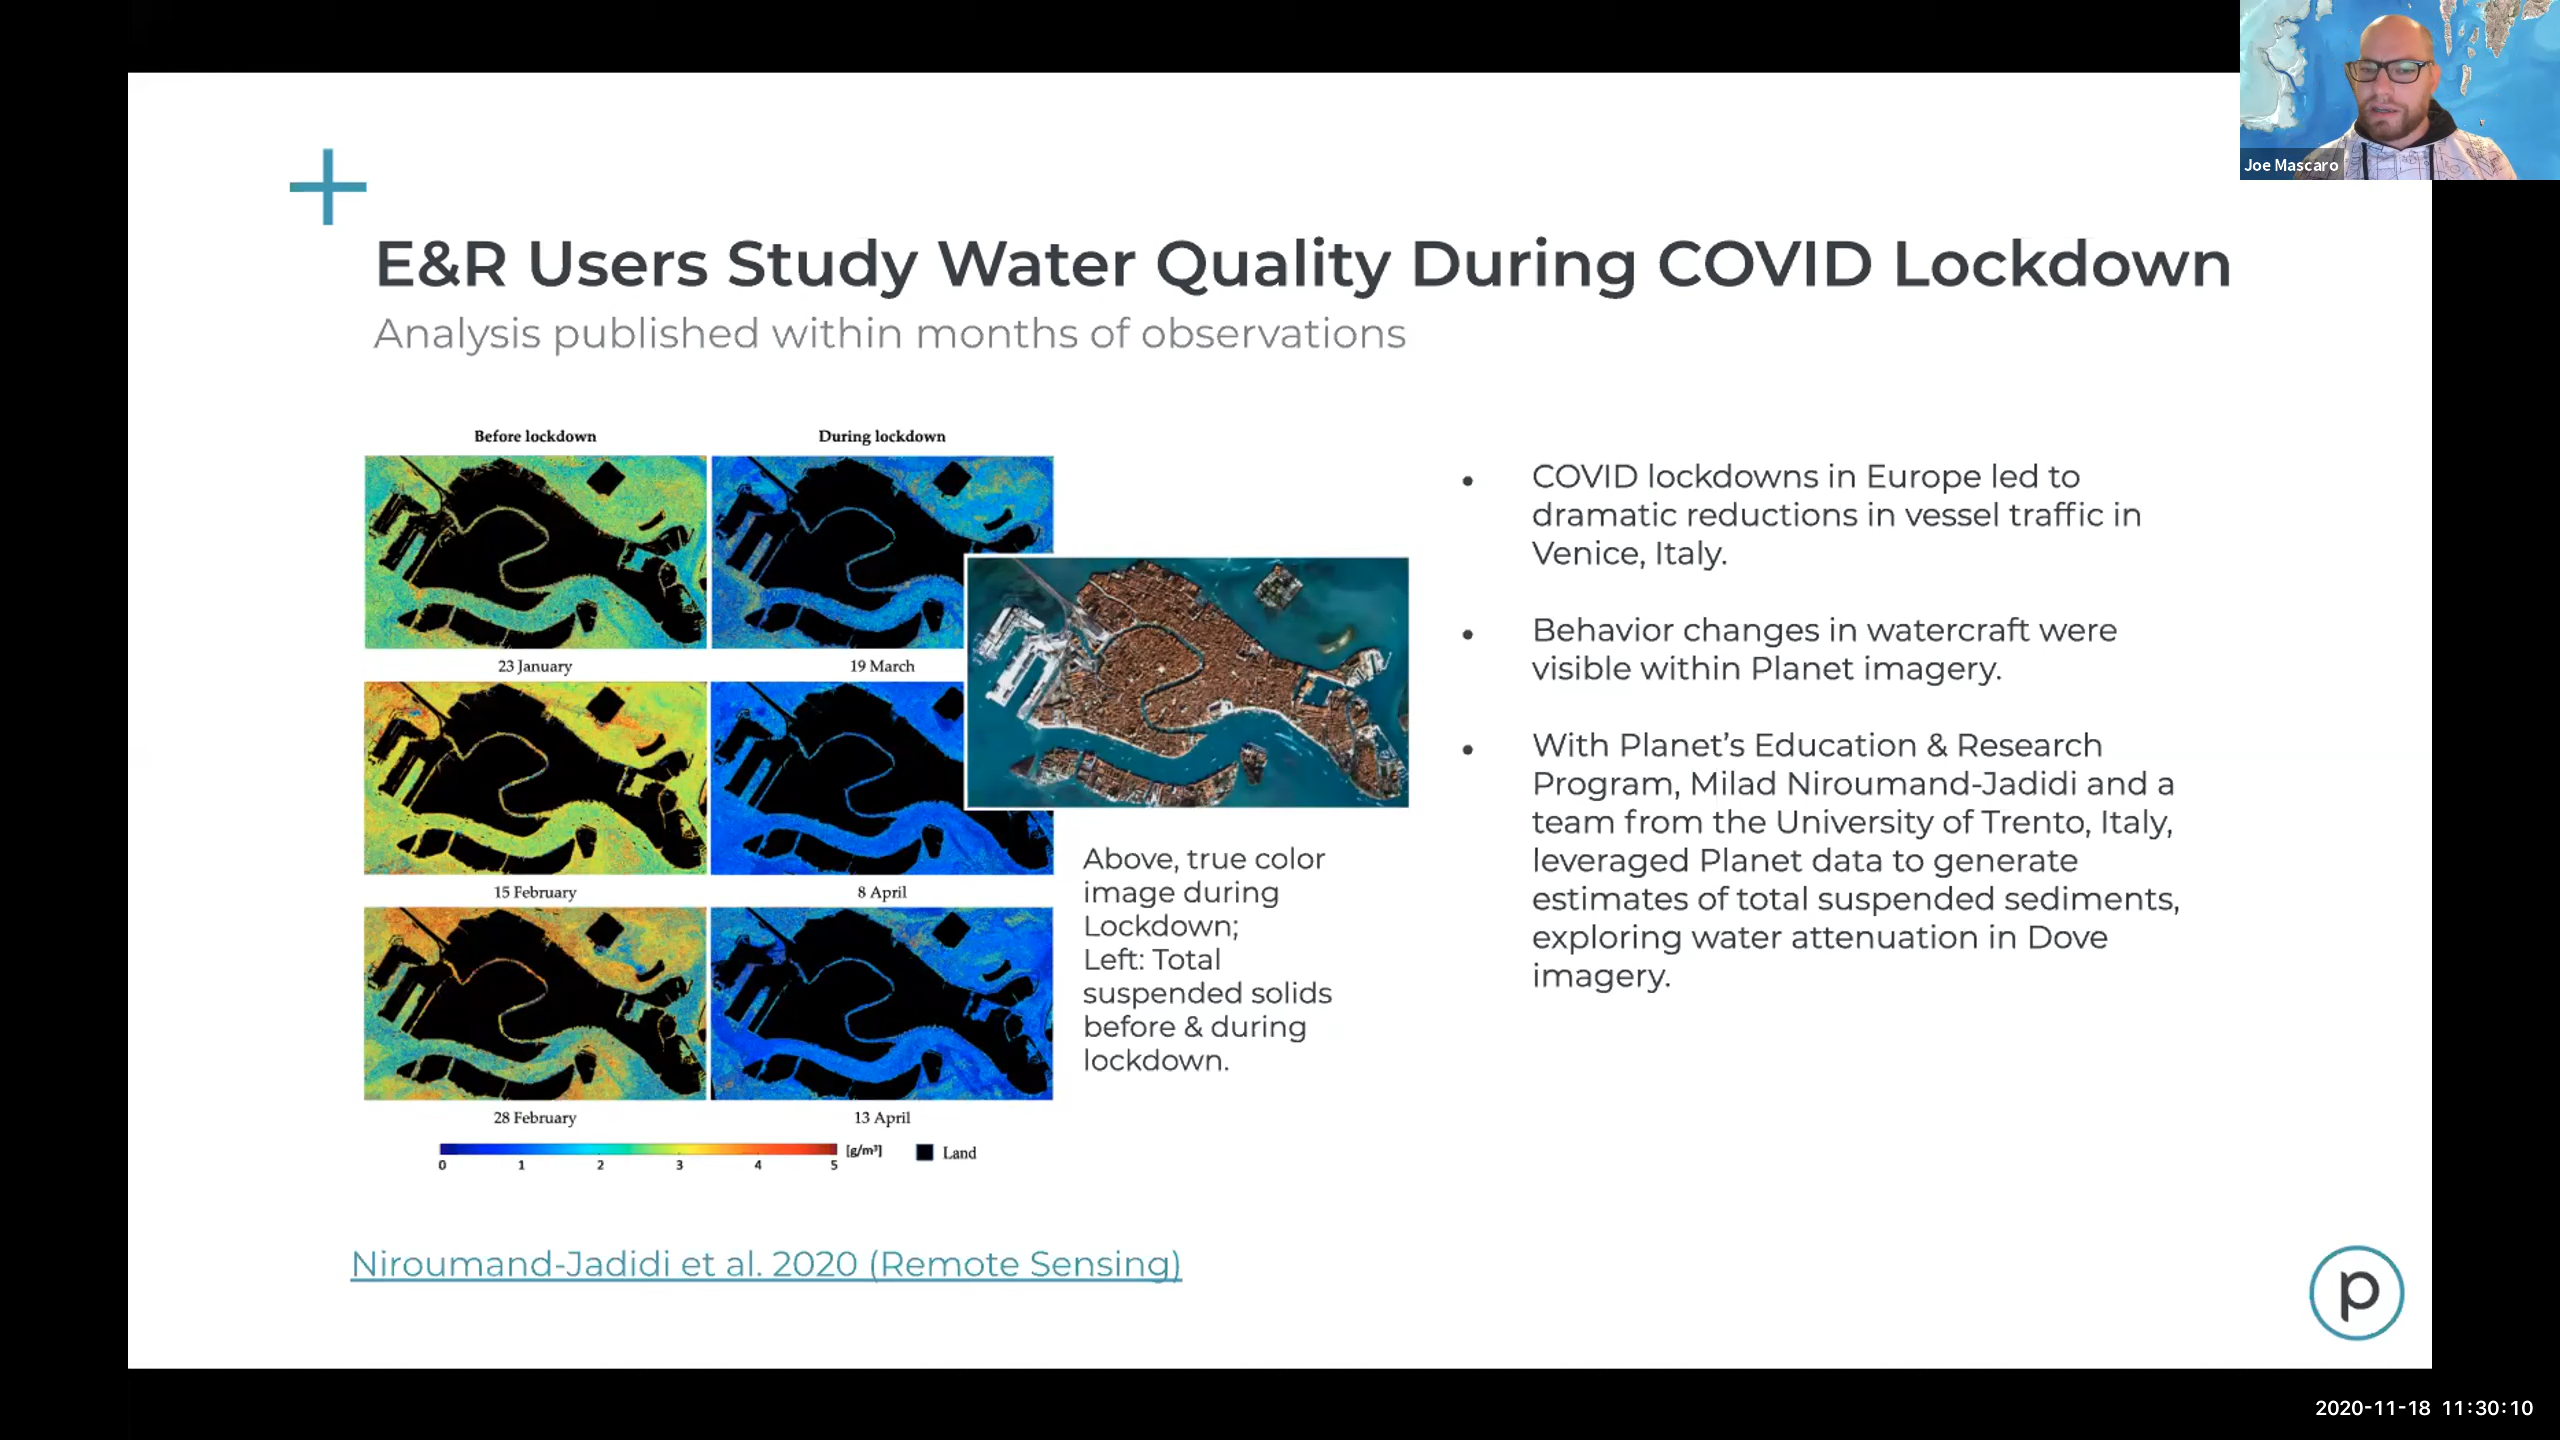 Joe Mascaro
E&R Users Study Water Quality During COVID Lockdown
Analysis published within months of observations
Before lockdown
During lockdown
23 January
19 March
15 February
8 April
28 February
13 April
0 1 2 3 4 5 [g/m³] Land
Above, true color
image during
Lockdown;
Left: Total
suspended solids
before & during
lockdown.
• COVID lockdowns in Europe led to
dramatic reductions in vessel traffic in
Venice, Italy.
• Behavior changes in watercraft were
visible within Planet imagery.
• With Planet’s Education & Research
Program, Milad Niroumand-Jadidi and a
team from the University of Trento, Italy,
leveraged Planet data to generate
estimates of total suspended sediments,
exploring water attenuation in Dove
imagery.
Niroumand-Jadidi et al. 2020 (Remote Sensing)
p
2020-11-18 11:30:10